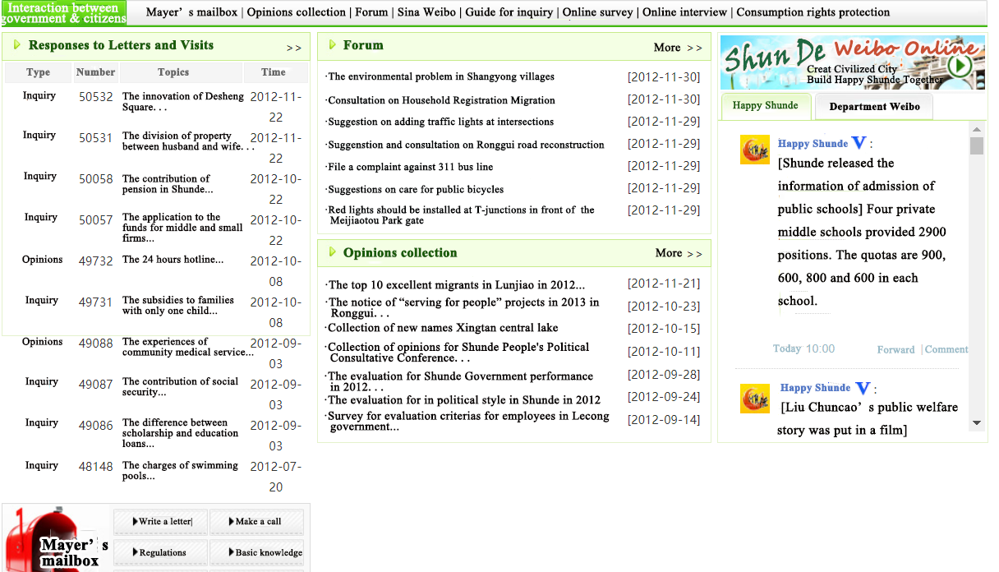 Interaction between
government & citizens
Mayer’s mailbox | Opinions collection | Forum | Sina Weibo | Guide for inquiry | Online survey | Online interview | Consumption rights protection
Responses to Letters and Visits >>
Type Number Topics Time
Inquiry 50532 The innovation of Desheng Square. . . 2012-11-
22
Inquiry 50531 The division of property between husband and wife. . . 2012-11-
22
Inquiry 50058 The contribution of pension in Shunde... 2012-10-
22
Inquiry 50057 The application to the funds for middle and small firms... 2012-10-
22
Opinions 49732 The 24 hours hotline... 2012-10-
08
Inquiry 49731 The subsidies to families with only one child... 2012-10-
08
Opinions 49088 The experiences of community medical service... 2012-09-
03
Inquiry 49087 The contribution of social security... 2012-09-
03
Inquiry 49086 The difference between scholarship and education loans... 2012-09-
03
Inquiry 48148 The charges of swimming pools... 2012-07-
20
Mayer’s
mailbox
Write a letter| Make a call
Regulations Basic knowledge
Forum More >>
·The environmental problem in Shangyong villages [2012-11-30]
·Consultation on Household Registration Migration [2012-11-30]
·Suggestion on adding traffic lights at intersections [2012-11-29]
·Suggenstion and consultation on Ronggui road reconstruction [2012-11-29]
·File a complaint against 311 bus line [2012-11-29]
·Suggestions on care for public bicycles [2012-11-29]
·Red lights should be installed at T-junctions in front of the [2012-11-29]
Meijiaotou Park gate
Opinions collection More >>
·The top 10 excellent migrants in Lunjiao in 2012... [2012-11-21]
·The notice of “serving for people” projects in 2013 in [2012-10-23]
Ronggui. . .
·Collection of new names Xingtan central lake [2012-10-15]
·Collection of opinions for Shunde People's Political [2012-10-11]
Consultative Conference. . .
·The evaluation for Shunde Government performance [2012-09-28]
in 2012. . .
·The evaluation for in political style in Shunde in 2012 [2012-09-24]
·Survey for evaluation criterias for employees in Lecong [2012-09-14]
government...
Shun De Weibo Online
Creat Civilized City
Build Happy Shunde Together
Happy Shunde Department Weibo
Happy Shunde V :
[Shunde released the
information of admission of
public schools] Four private
middle schools provided 2900
positions. The quotas are 900,
600, 800 and 600 in each
school.
Today 10:00 Forward | Comment
Happy Shunde V :
[Liu Chuncao’s public welfare
story was put in a film]